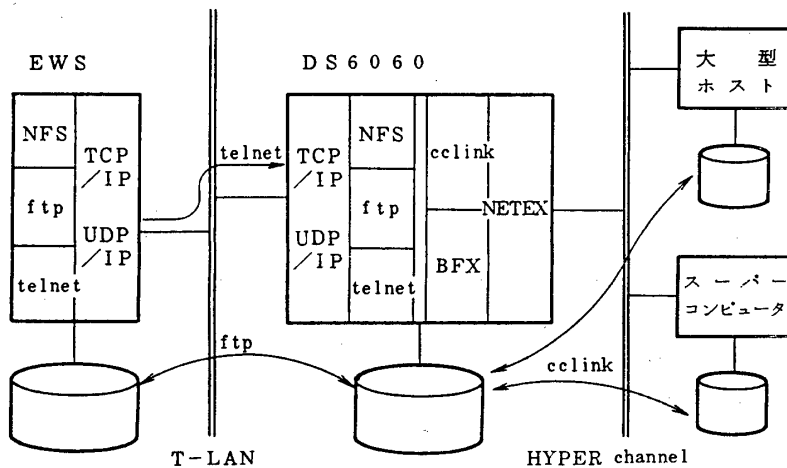 EWS
NFS
TCP
/IP
ftp
UDP
/IP
telnet
telnet
ftp
T-LAN
DS6060
TCP
/IP
UDP
/IP
NFS
ftp
telnet
cclink
BFX
NETEX
cclink
HYPER channel
大型
ホスト
スーパー
コンピュータ